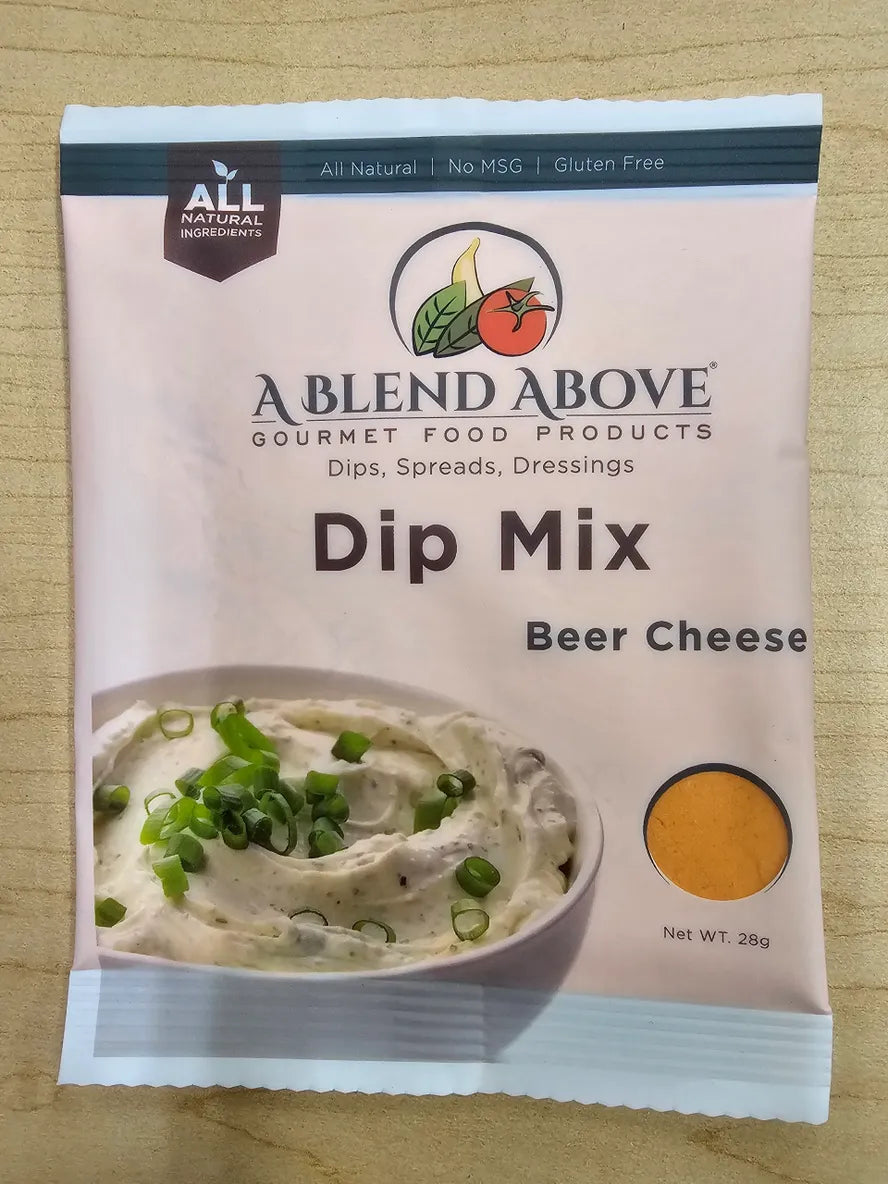 All Natural | No MSG | Gluten Free
ALL
NATURAL
INGREDIENTS
A BLEND ABOVE®
GOURMET FOOD PRODUCTS
Dips, Spreads, Dressings
Dip Mix
Beer Cheese
Net WT. 28g